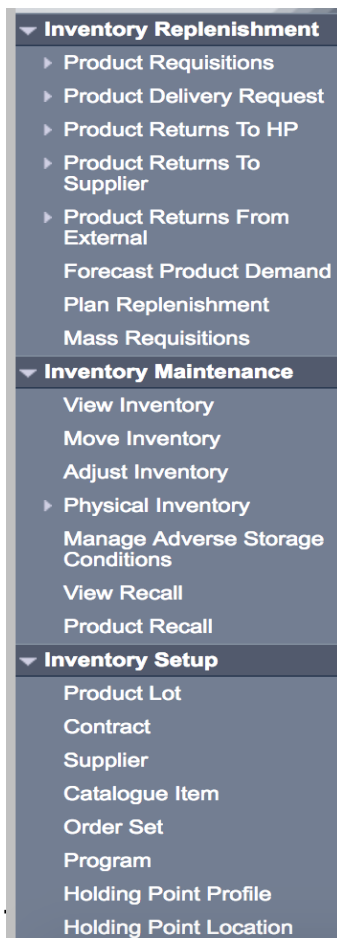 Inventory Replenishment
Product Requisitions
Product Delivery Request
Product Returns To HP
Product Returns To
Supplier
Product Returns From
External
Forecast Product Demand
Plan Replenishment
Mass Requisitions
Inventory Maintenance
View Inventory
Move Inventory
Adjust Inventory
Physical Inventory
Manage Adverse Storage
Conditions
View Recall
Product Recall
Inventory Setup
Product Lot
Contract
Supplier
Catalogue Item
Order Set
Program
Holding Point Profile
Holding Point Location